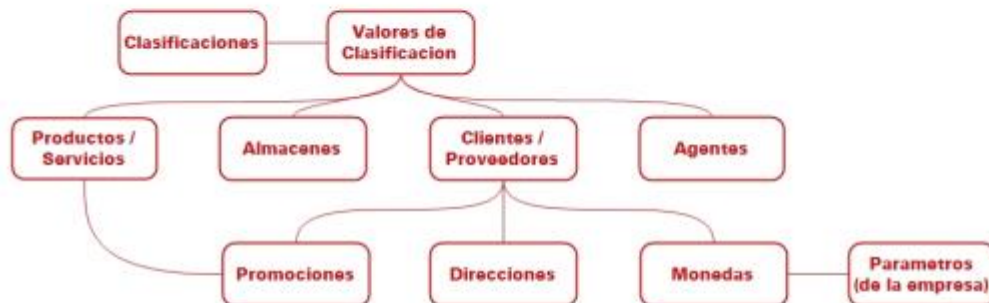 Clasificaciones
Valores de
Clasificacion
Productos /
Servicios
Almacenes
Clientes /
Proveedores
Agentes
Promociones
Direcciones
Monedas
Parametros
(de la empresa)